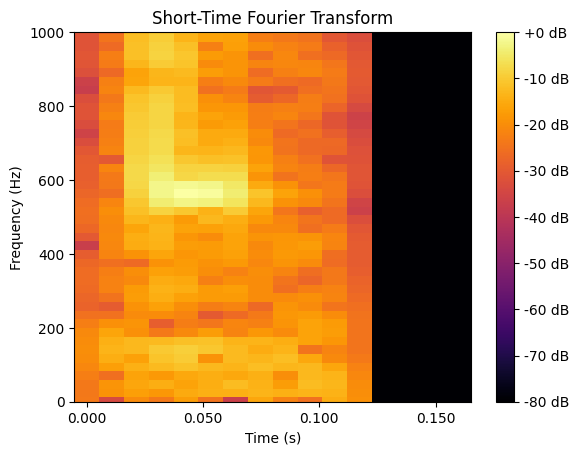 Short-Time Fourier Transform
1000
800
600
400
200
0
Frequency (Hz)
0.000
0.050
0.100
0.150
Time (s)
+0 dB
-10 dB
-20 dB
-30 dB
-40 dB
-50 dB
-60 dB
-70 dB
-80 dB